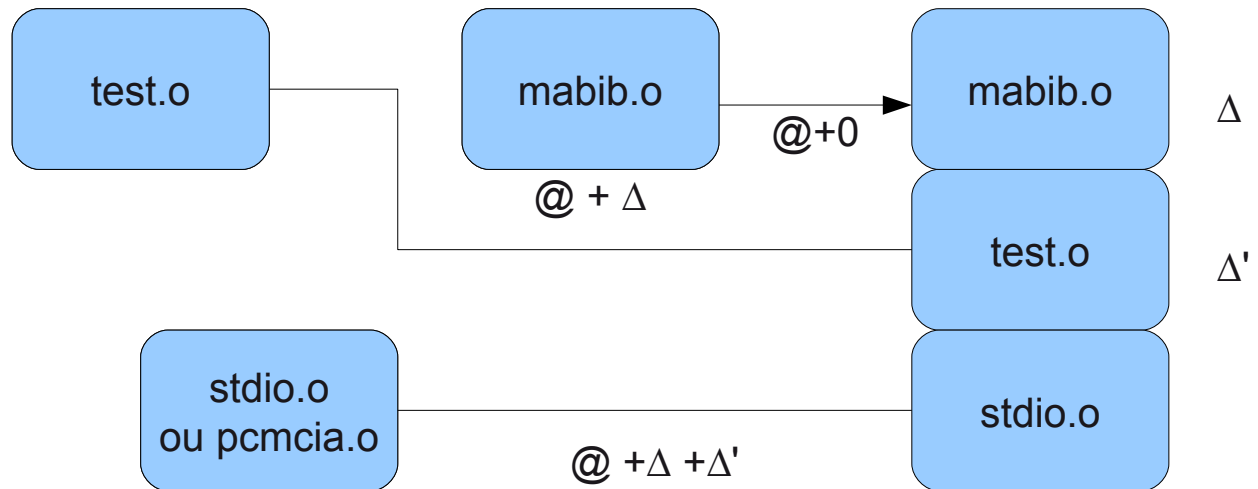 test.o
mabib.o
mabib.o
Δ
@+0
@ + Δ
test.o
Δ'
stdio.o
ou pcmcia.o
stdio.o
@ +Δ +Δ'